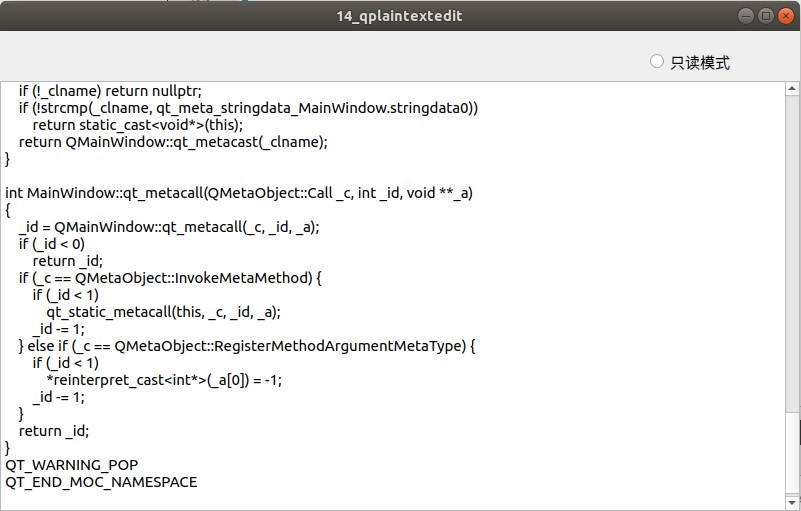 14_qplaintextedit
只读模式
    if (!_clname) return nullptr;
    if (!strcmp(_clname, qt_meta_stringdata_MainWindow.stringdata0))
        return static_cast<void*>(this);
    return QMainWindow::qt_metacast(_clname);
}

int MainWindow::qt_metacall(QMetaObject::Call _c, int _id, void **_a)
{
    _id = QMainWindow::qt_metacall(_c, _id, _a);
    if (_id < 0)
        return _id;
    if (_c == QMetaObject::InvokeMetaMethod) {
        if (_id < 1)
            qt_static_metacall(this, _c, _id, _a);
        _id -= 1;
    } else if (_c == QMetaObject::RegisterMethodArgumentMetaType) {
        if (_id < 1)
            *reinterpret_cast<int*>(_a[0]) = -1;
        _id -= 1;
    }
    return _id;
}
QT_WARNING_POP
QT_END_MOC_NAMESPACE